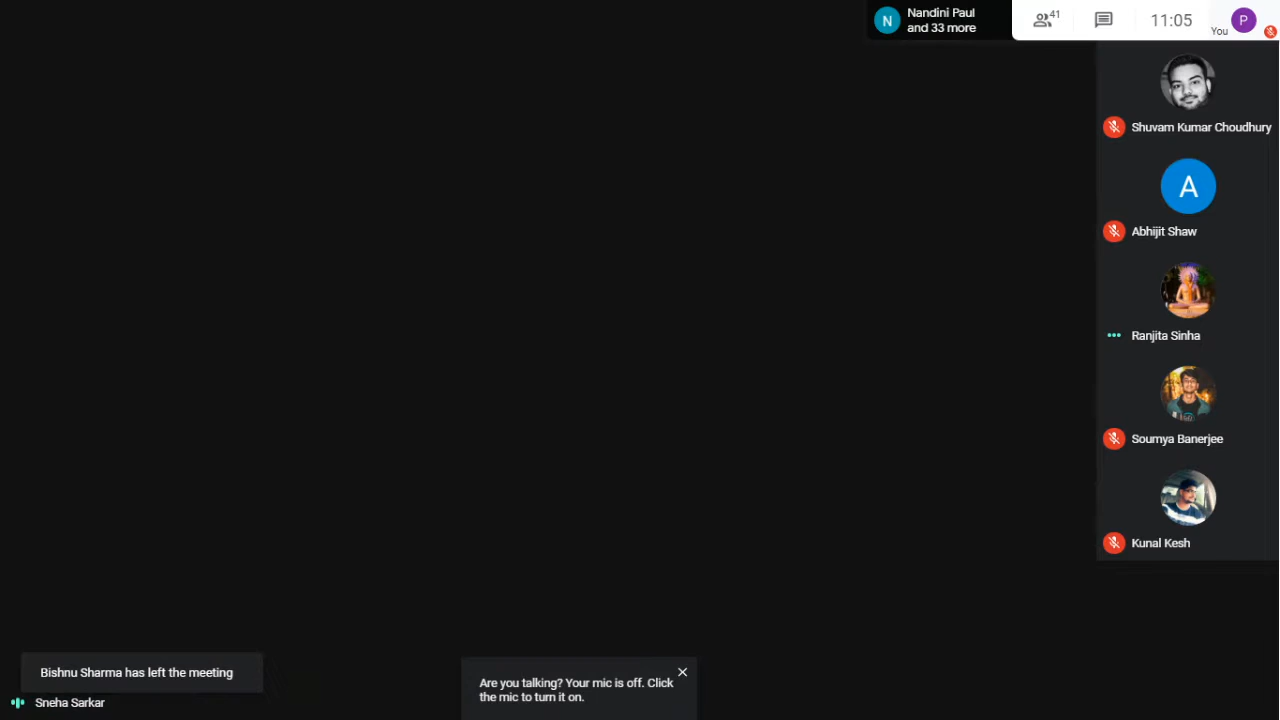 Nandini Paul
and 33 more
N
41
11:05
You
P
Shuvam Kumar Choudhury
A
Abhijit Shaw
Ranjita Sinha
Soumya Banerjee
Kunal Kesh
Bishnu Sharma has left the meeting
Sneha Sarkar
Are you talking? Your mic is off. Click
the mic to turn it on.